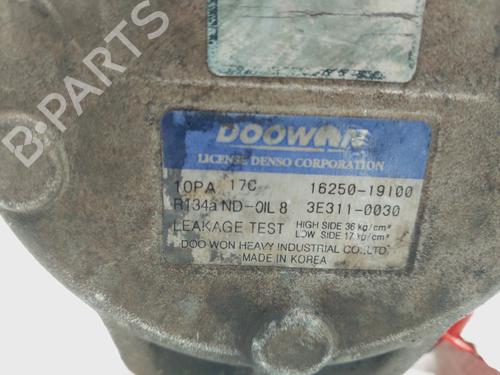 B-PARTS
DOOWON
LICENSE DENSO CORPORATION
10PA 17C 16250-19100
R134a ND-OIL 8 3E311-0030
LEAKAGE TEST HIGH SIDE 36 kg/cm²
LOW SIDE 17 kg/cm²
DOO WON HEAVY INDUSTRIAL CO., LTD
MADE IN KOREA